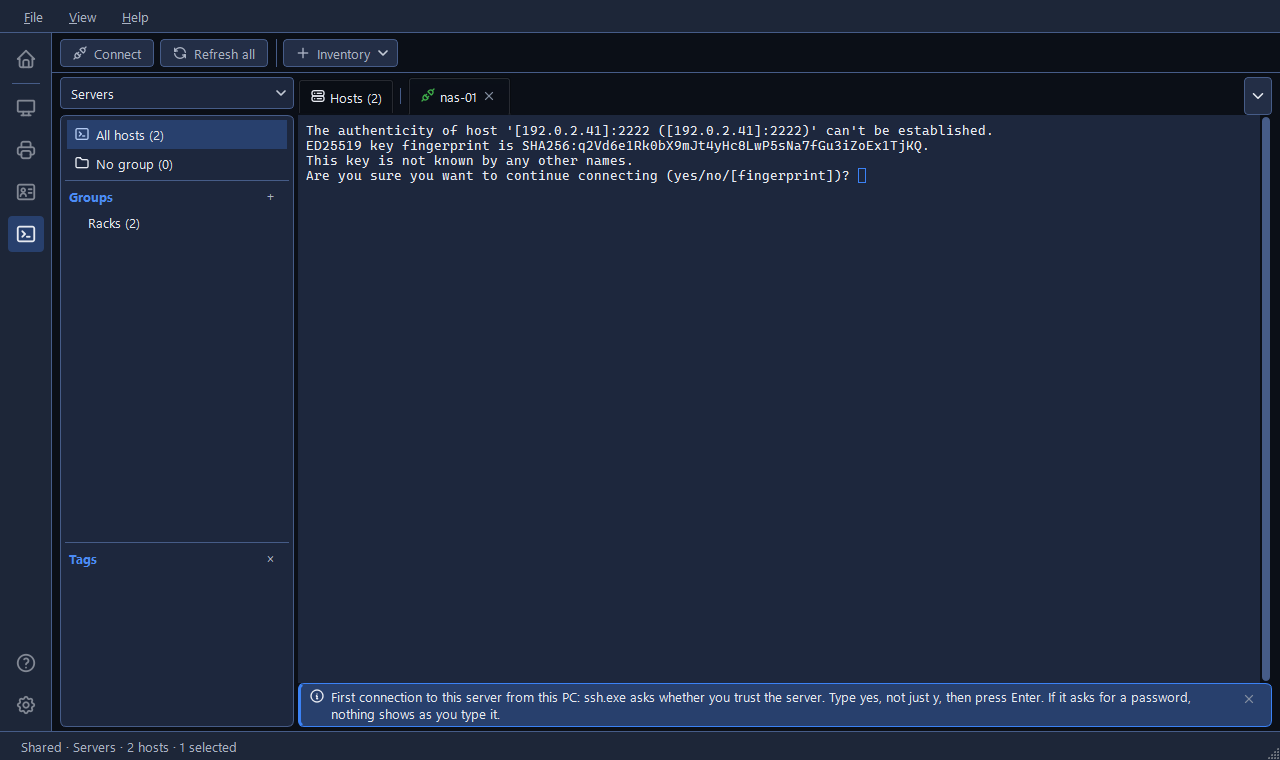 File View Help
Connect Refresh all Inventory
Servers
Hosts (2) nas-01
All hosts (2)
No group (0)
Groups +
Racks (2)
Tags ×
The authenticity of host '[192.0.2.41]:2222 ([192.0.2.41]:2222)' can't be established.
ED25519 key fingerprint is SHA256:q2Vd6e1Rk0bX9mJt4yHc8LwP5sNa7fGu3iZoEx1TjKQ.
This key is not known by any other names.
Are you sure you want to continue connecting (yes/no/[fingerprint])?
First connection to this server from this PC: ssh.exe asks whether you trust the server. Type yes, not just y, then press Enter. If it asks for a password,
nothing shows as you type it.
Shared · Servers · 2 hosts · 1 selected